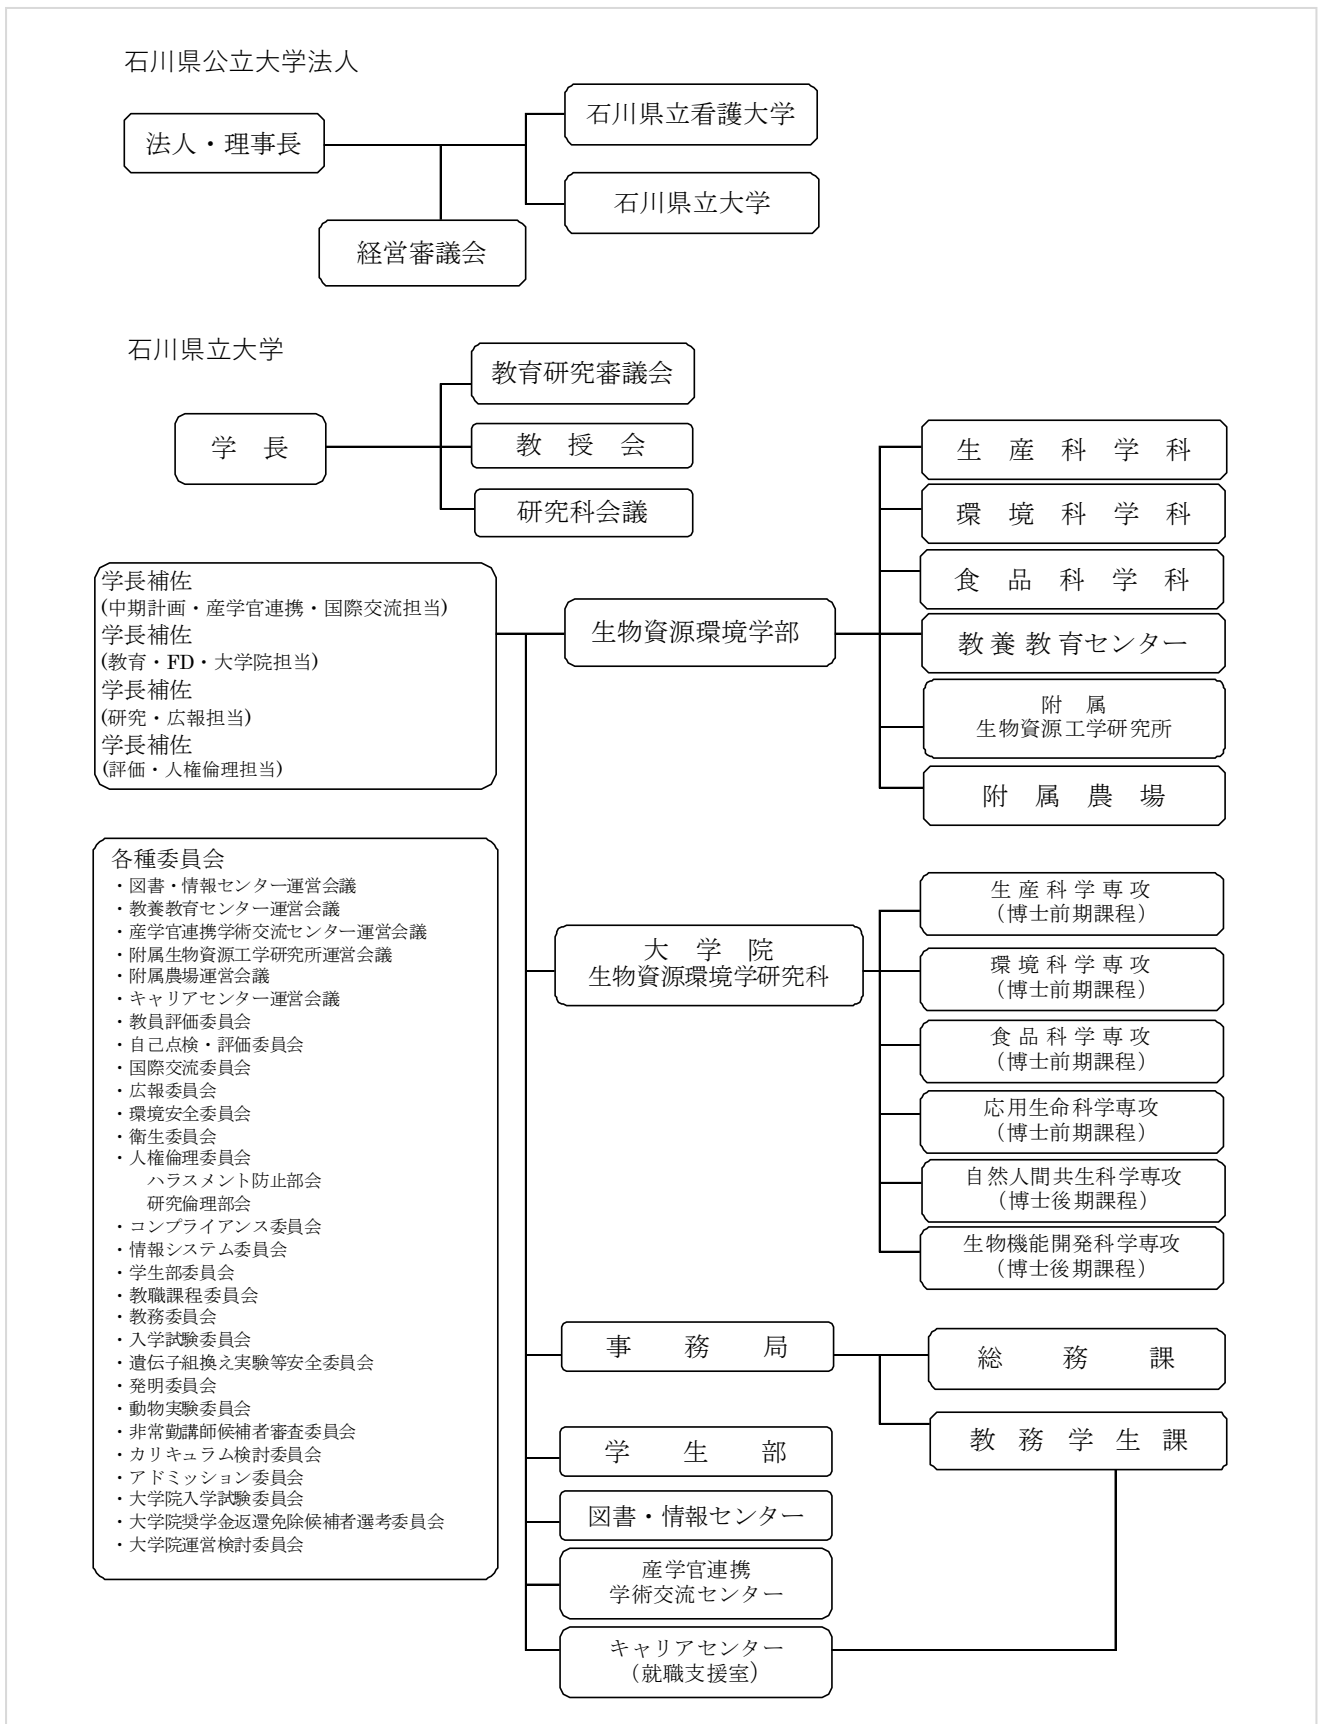 石川県公立大学法人
法人・理事長
石川県立看護大学
石川県立大学
経営審議会
石川県立大学
学 長
教育研究審議会
教 授 会
研究科会議
学長補佐
(中期計画・産学官連携・国際交流担当)
学長補佐
(教育・FD・大学院担当)
学長補佐
(研究・広報担当)
学長補佐
(評価・人権倫理担当)
生物資源環境学部
生 産 科 学 科
環 境 科 学 科
食 品 科 学 科
教 養 教 育センター
附 属
生物資源工学研究所
附 属 農 場
各種委員会
・図書・情報センター運営会議
・教養教育センター運営会議
・産学官連携学術交流センター運営会議
・附属生物資源工学研究所運営会議
・附属農場運営会議
・キャリアセンター運営会議
・教員評価委員会
・自己点検・評価委員会
・国際交流委員会
・広報委員会
・環境安全委員会
・衛生委員会
・人権倫理委員会
ハラスメント防止部会
研究倫理部会
・コンプライアンス委員会
・情報システム委員会
・学生部委員会
・教職課程委員会
・教務委員会
・入学試験委員会
・遺伝子組換え実験等安全委員会
・発明委員会
・動物実験委員会
・非常勤講師候補者審査委員会
・カリキュラム検討委員会
・アドミッション委員会
・大学院入学試験委員会
・大学院奨学金返還免除候補者選考委員会
・大学院運営検討委員会
大 学 院
生物資源環境学研究科
生 産 科 学 専 攻
（博士前期課程）
環 境 科 学 専 攻
（博士前期課程）
食 品 科 学 専 攻
（博士前期課程）
応用生命科学専攻
（博士前期課程）
自然人間共生科学専攻
（博士後期課程）
生物機能開発科学専攻
（博士後期課程）
事 務 局
総 務 課
教 務 学 生 課
学 生 部
図書・情報センター
産学官連携
学術交流センター
キャリアセンター
（就職支援室）